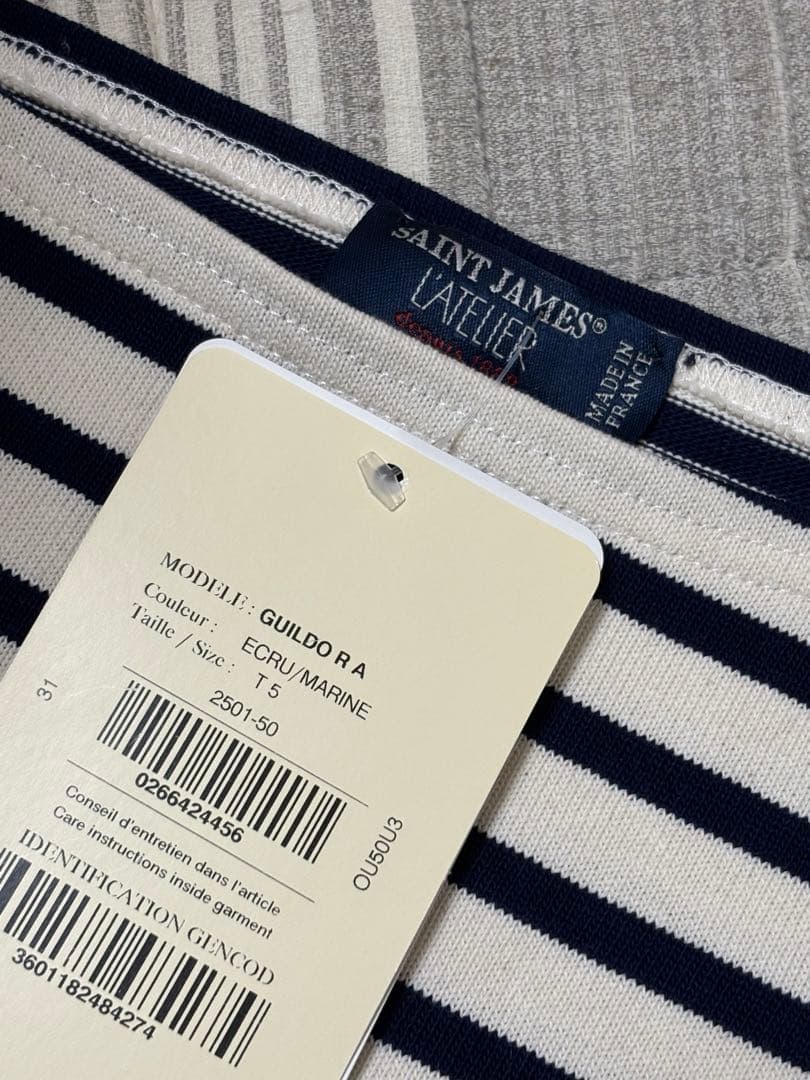 SAINT JAMES®
L'ATELIER
depuis
MADE IN
FRANCE
MODELE : GUILDO R A
Couleur : ECRU/MARINE
Taille / Size : T 5
2501-50
31
0266424456
OU50U3
Conseil d'entretien dans l'article
Care instructions inside garment
IDENTIFICATION GENCOD
3601182484274